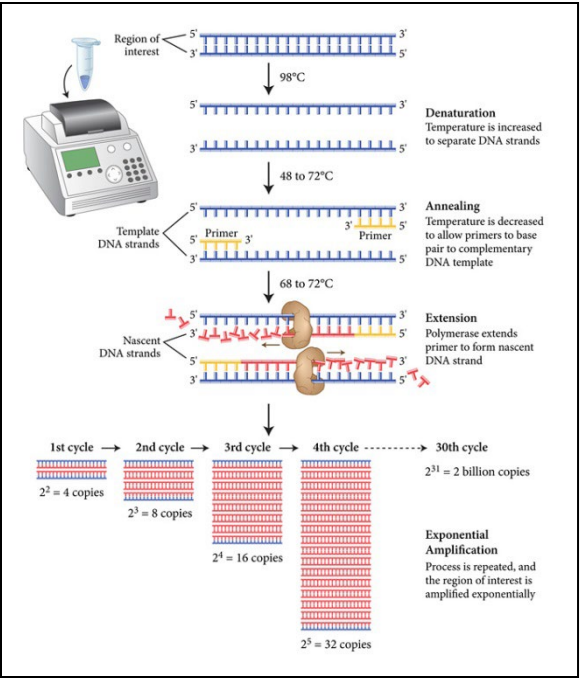 Region of
interest
5'
3'
3'
5'
98°C
5'
3'
3'
5'
Denaturation
Temperature is increased
to separate DNA strands
48 to 72°C
5'
3'
Template
DNA strands
Primer
5'
3'
3'
5'
Primer
3'
5'
Annealing
Temperature is decreased
to allow primers to base
pair to complementary
DNA template
68 to 72°C
Nascent
DNA strands
5'
3'
3'
5'
5'
3'
3'
5'
Extension
Polymerase extends
primer to form nascent
DNA strand
1st cycle
2nd cycle
3rd cycle
4th cycle
30th cycle
2² = 4 copies
2³ = 8 copies
2⁴ = 16 copies
2⁵ = 32 copies
2³¹ = 2 billion copies
Exponential
Amplification
Process is repeated, and
the region of interest is
amplified exponentially